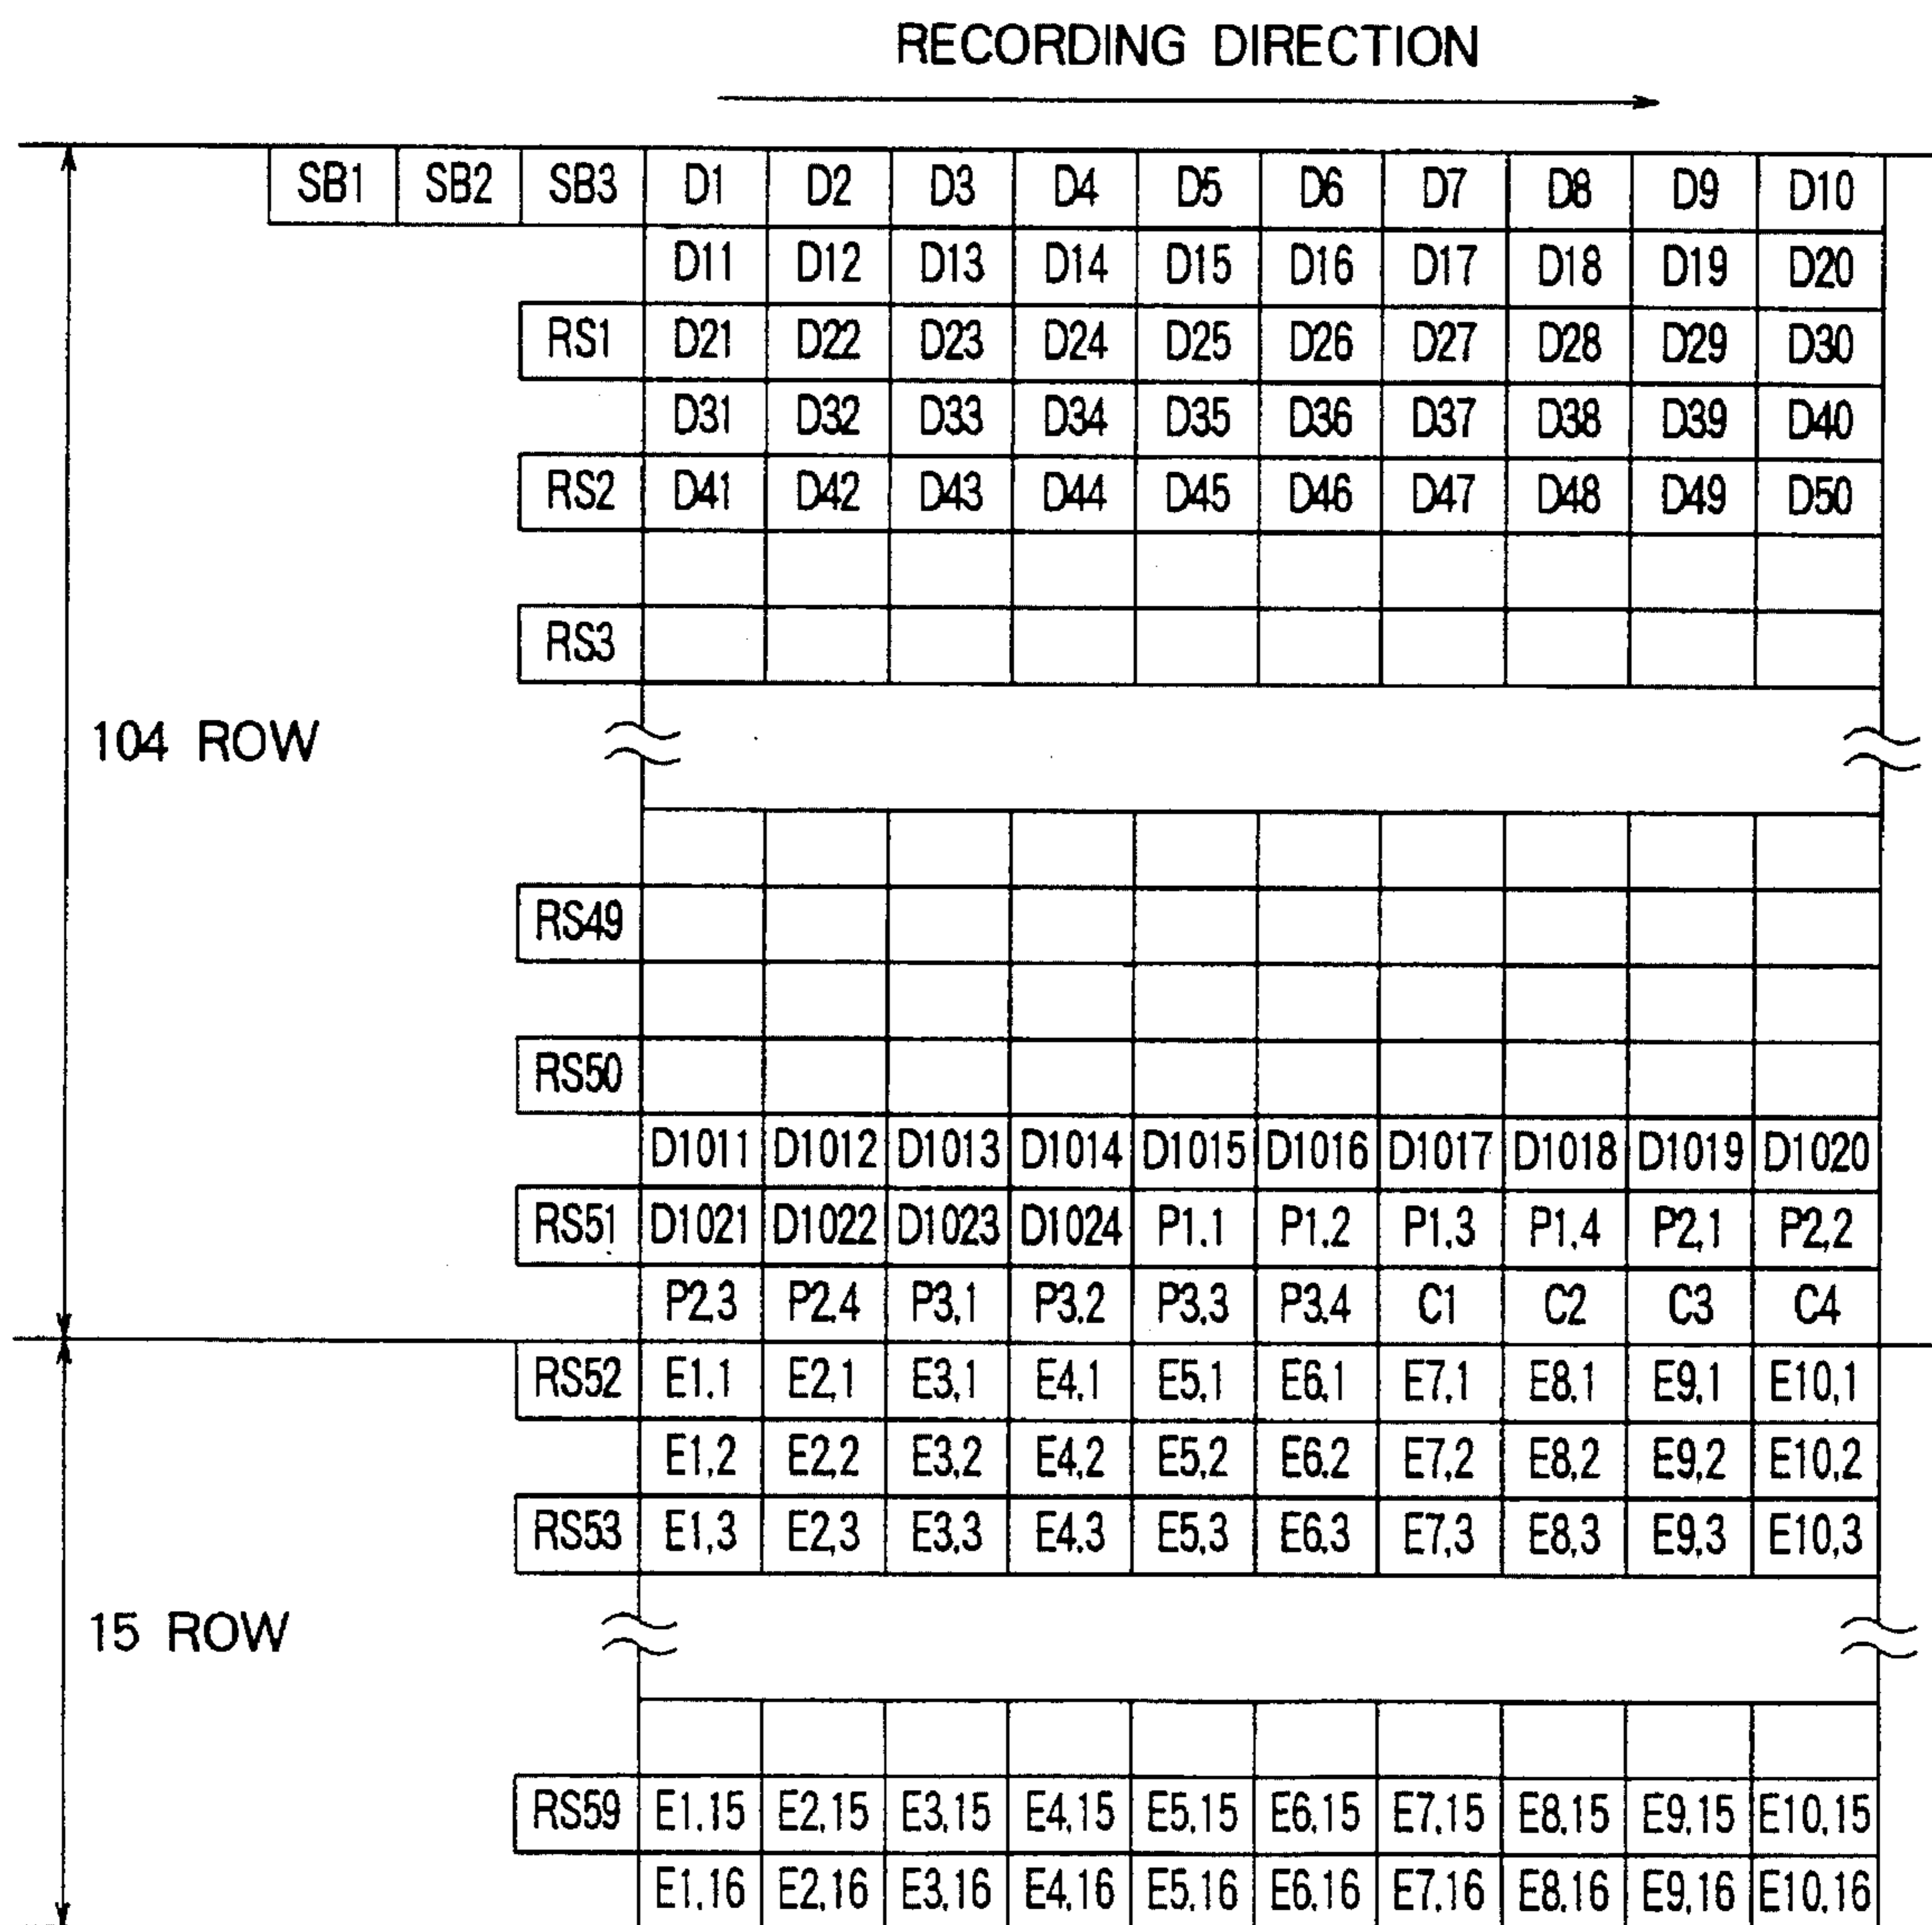 RECORDING DIRECTION
SB1 SB2 SB3 D1 D2 D3 D4 D5 D6 D7 D8 D9 D10
D11 D12 D13 D14 D15 D16 D17 D18 D19 D20
RS1 D21 D22 D23 D24 D25 D26 D27 D28 D29 D30
D31 D32 D33 D34 D35 D36 D37 D38 D39 D40
RS2 D41 D42 D43 D44 D45 D46 D47 D48 D49 D50
RS3
104 ROW
RS49
RS50
D1011 D1012 D1013 D1014 D1015 D1016 D1017 D1018 D1019 D1020
RS51 D1021 D1022 D1023 D1024 P1.1 P1.2 P1.3 P1.4 P2,1 P2,2
P2.3 P2.4 P3.1 P3.2 P3.3 P3.4 C1 C2 C3 C4
RS52 E1.1 E2,1 E3,1 E4.1 E5,1 E6.1 E7,1 E8.1 E9.1 E10,1
E1,2 E2,2 E3,2 E4,2 E5,2 E6.2 E7,2 E8,2 E9,2 E10,2
RS53 E1,3 E2,3 E3.3 E4.3 E5,3 E6.3 E7,3 E8,3 E9,3 E10,3
15 ROW
RS59 E1.15 E2,15 E3,15 E4,15 E5,15 E6,15 E7,15 E8,15 E9,15 E10,15
E1,16 E2,16 E3,16 E4,16 E5,16 E6,16 E7,16 E8,16 E9,16 E10,16